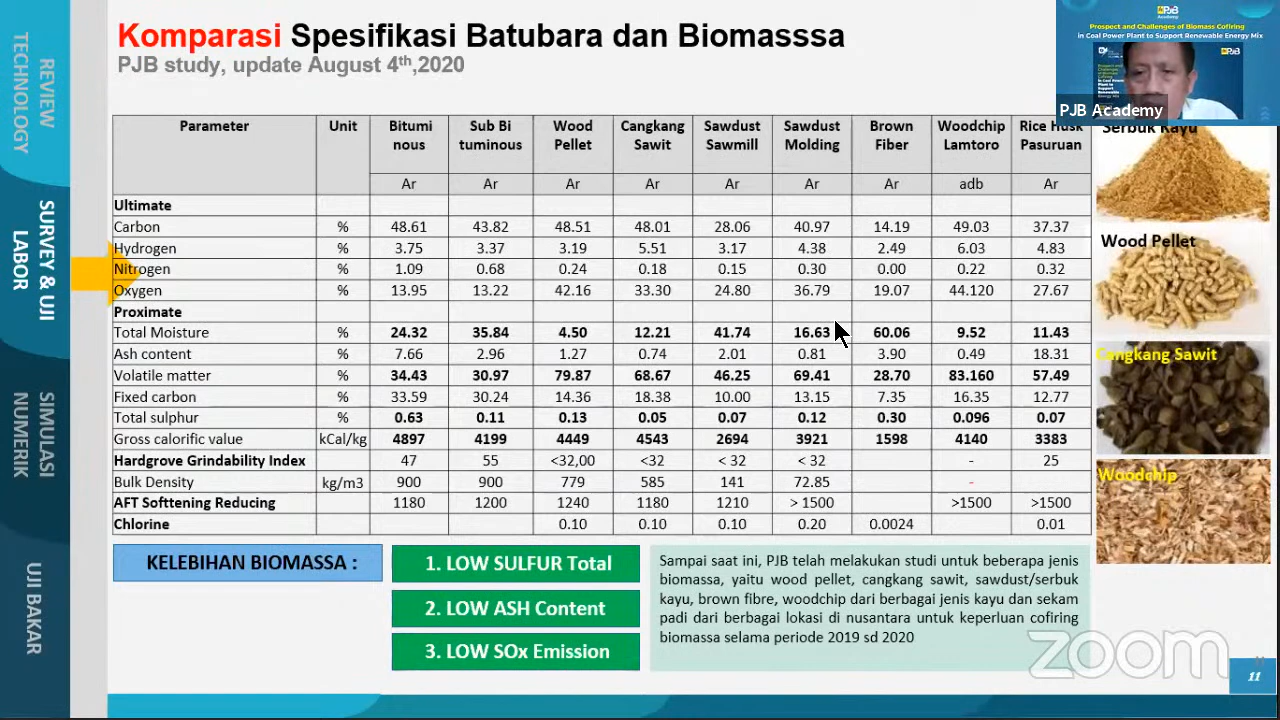 Komparasi Spesifikasi Batubara dan Biomasssa
PJB study, update August 4th,2020
PJB
Academy
Prospect and Challenges of Biomass Cofiring
in Coal Power Plant to Support Renewable Energy Mix
PJB Academy
REVIEW
TECHNOLOGY
SURVEY & UJI
LABOR
SIMULASI
NUMERIK
UJI BAKAR
Parameter Unit Bitumi nous Sub Bi tuminous Wood Pellet Cangkang Sawit Sawdust Sawmill Sawdust Molding Brown Fiber Woodchip Lamtoro Rice Husk Pasuruan
Ar Ar Ar Ar Ar Ar Ar adb Ar
Ultimate
Carbon % 48.61 43.82 48.51 48.01 28.06 40.97 14.19 49.03 37.37
Hydrogen % 3.75 3.37 3.19 5.51 3.17 4.38 2.49 6.03 4.83
Nitrogen % 1.09 0.68 0.24 0.18 0.15 0.30 0.00 0.22 0.32
Oxygen % 13.95 13.22 42.16 33.30 24.80 36.79 19.07 44.120 27.67
Proximate
Total Moisture % 24.32 35.84 4.50 12.21 41.74 16.63 60.06 9.52 11.43
Ash content % 7.66 2.96 1.27 0.74 2.01 0.81 3.90 0.49 18.31
Volatile matter % 34.43 30.97 79.87 68.67 46.25 69.41 28.70 83.160 57.49
Fixed carbon % 33.59 30.24 14.36 18.38 10.00 13.15 7.35 16.35 12.77
Total sulphur % 0.63 0.11 0.13 0.05 0.07 0.12 0.30 0.096 0.07
Gross calorific value kCal/kg 4897 4199 4449 4543 2694 3921 1598 4140 3383
Hardgrove Grindability Index 47 55 <32,00 <32 < 32 < 32 - 25
Bulk Density kg/m3 900 900 779 585 141 72.85 -
AFT Softtening Reducing 1180 1200 1240 1180 1210 > 1500 >1500 >1500
Chlorine 0.10 0.10 0.10 0.20 0.0024 0.01
Serbuk Kayu
Wood Pellet
Cangkang Sawit
Woodchip
KELEBIHAN BIOMASSA :
1. LOW SULFUR Total
2. LOW ASH Content
3. LOW SOx Emission
Sampai saat ini, PJB telah melakukan studi untuk beberapa jenis
biomassa, yaitu wood pellet, cangkang sawit, sawdust/serbuk
kayu, brown fibre, woodchip dari berbagai jenis kayu dan sekam
padi dari berbagai lokasi di nusantara untuk keperluan cofiring
biomassa selama periode 2019 sd 2020
zoom
11